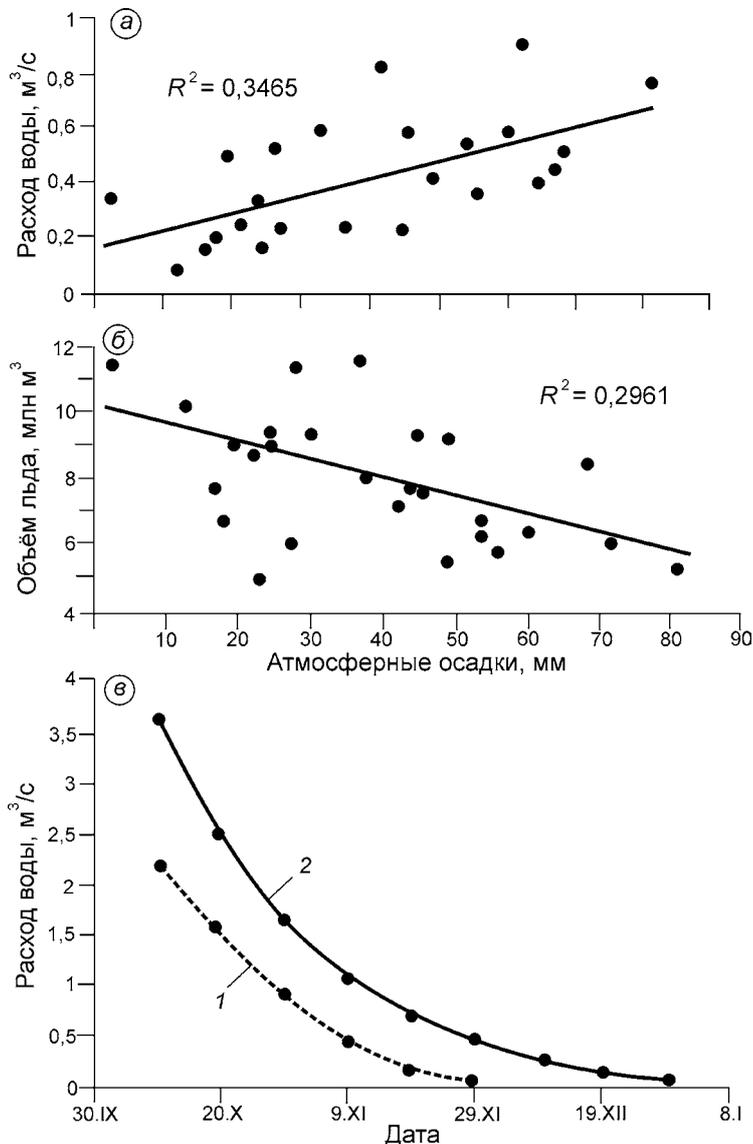 а
Расход воды, м³/с
1
0,8
0,6
0,4
0,2
0
R² = 0,3465
б
Объём льда, млн м³
12
10
8
6
4
R² = 0,2961
10 20 30 40 50 60 70 80 90
Атмосферные осадки, мм
в
Расход воды, м³/с
4
3,5
3
2,5
2
1,5
1
0,5
0
2
1
30.IX 20.X 9.XI 29.XI 19.XII 8.I
Дата